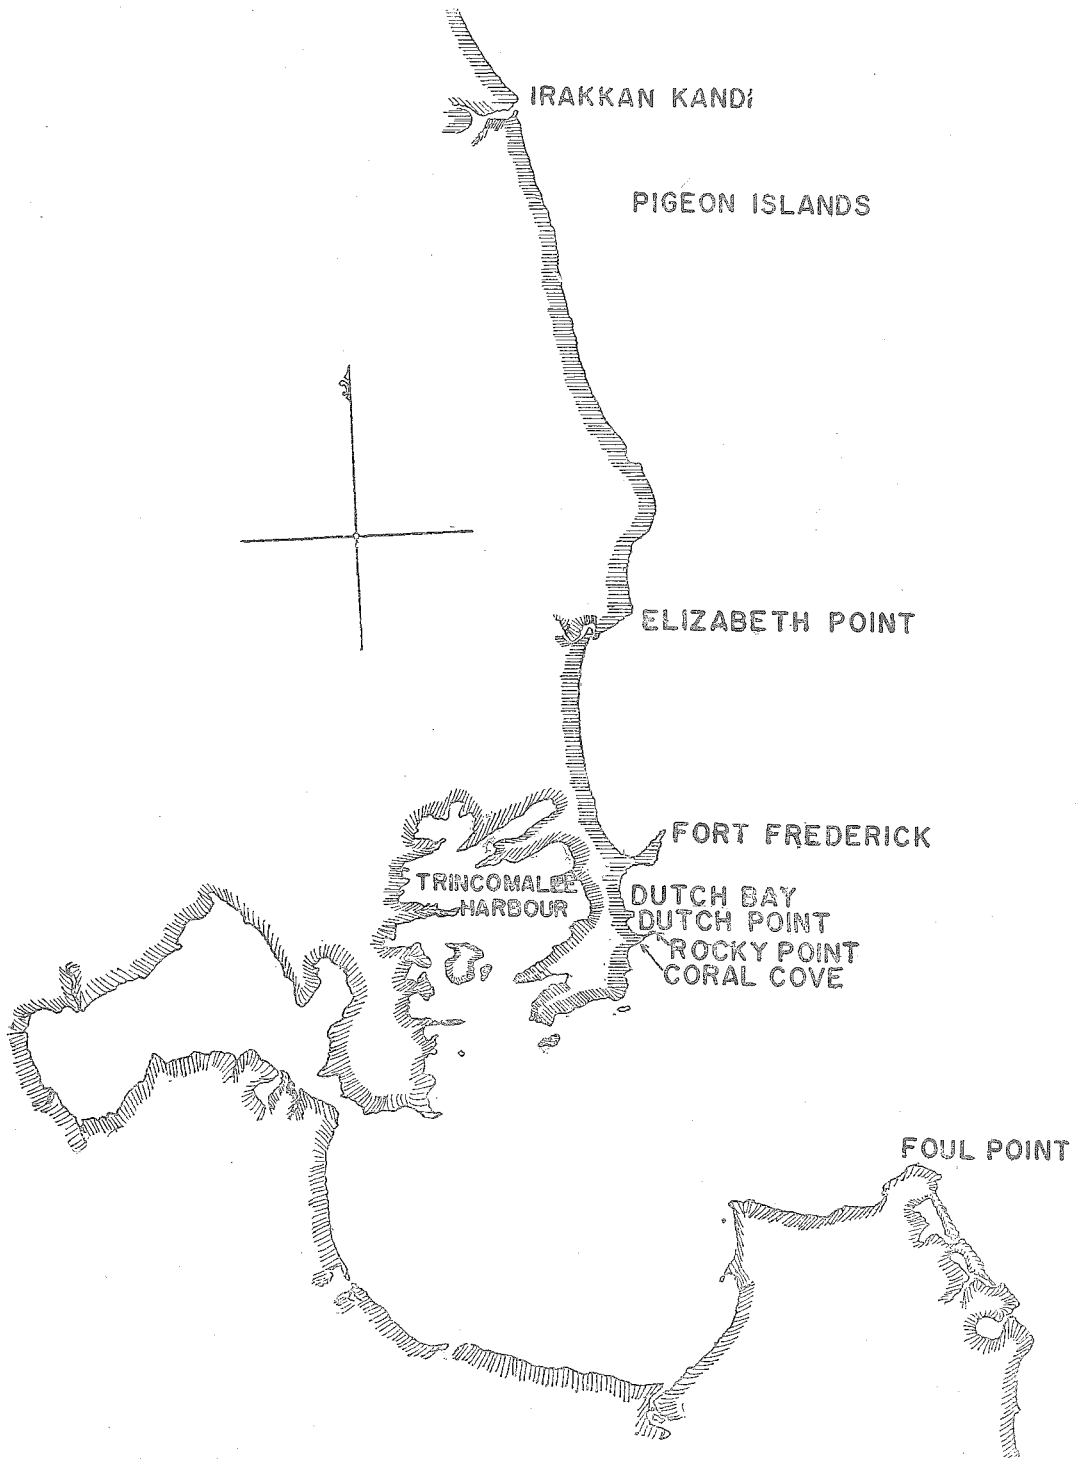 IRAKKAN KANDI
PIGEON ISLANDS
ELIZABETH POINT
FORT FREDERICK
TRINCOMALEE
HARBOUR
DUTCH BAY
DUTCH POINT
ROCKY POINT
CORAL COVE
FOUL POINT